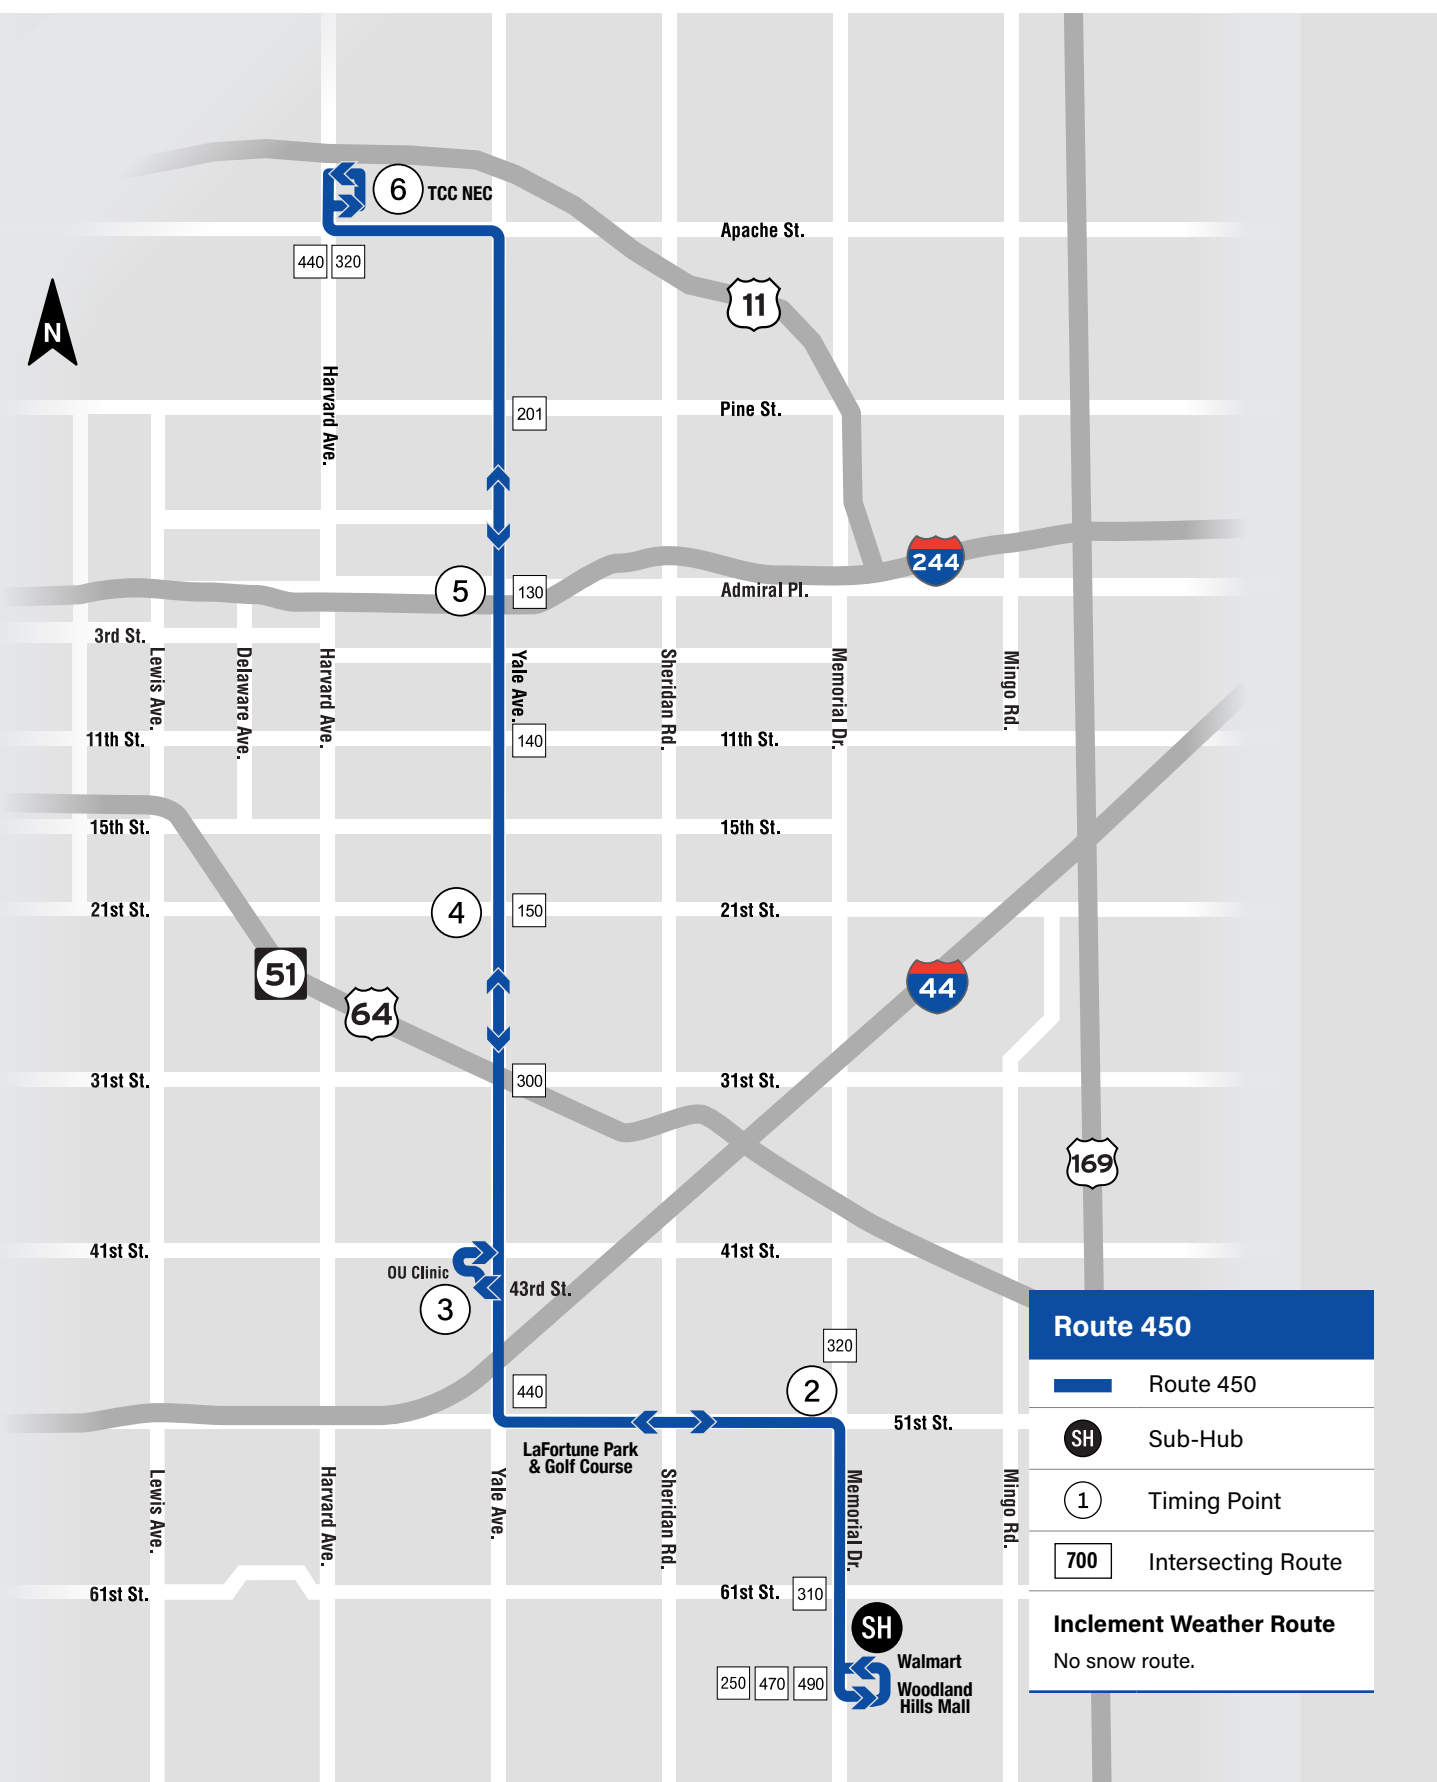 6
TCC NEC
Apache St.
440
320
11
N
Harvard Ave.
201
Pine St.
244
5
130
Admiral Pl.
3rd St.
Lewis Ave.
Delaware Ave.
Harvard Ave.
Yale Ave.
Sheridan Rd.
Memorial Dr.
Mingo Rd.
11th St.
140
11th St.
15th St.
15th St.
21st St.
4
150
21st St.
51
64
44
31st St.
300
31st St.
169
41st St.
41st St.
OU Clinic
43rd St.
3
320
2
440
51st St.
LaFortune Park
& Golf Course
Lewis Ave.
Harvard Ave.
Yale Ave.
Sheridan Rd.
Memorial Dr.
Mingo Rd.
61st St.
61st St.
310
SH
Walmart
250
470
490
Woodland
Hills Mall
Route 450
Route 450
SH
Sub-Hub
1
Timing Point
700
Intersecting Route
Inclement Weather Route
No snow route.